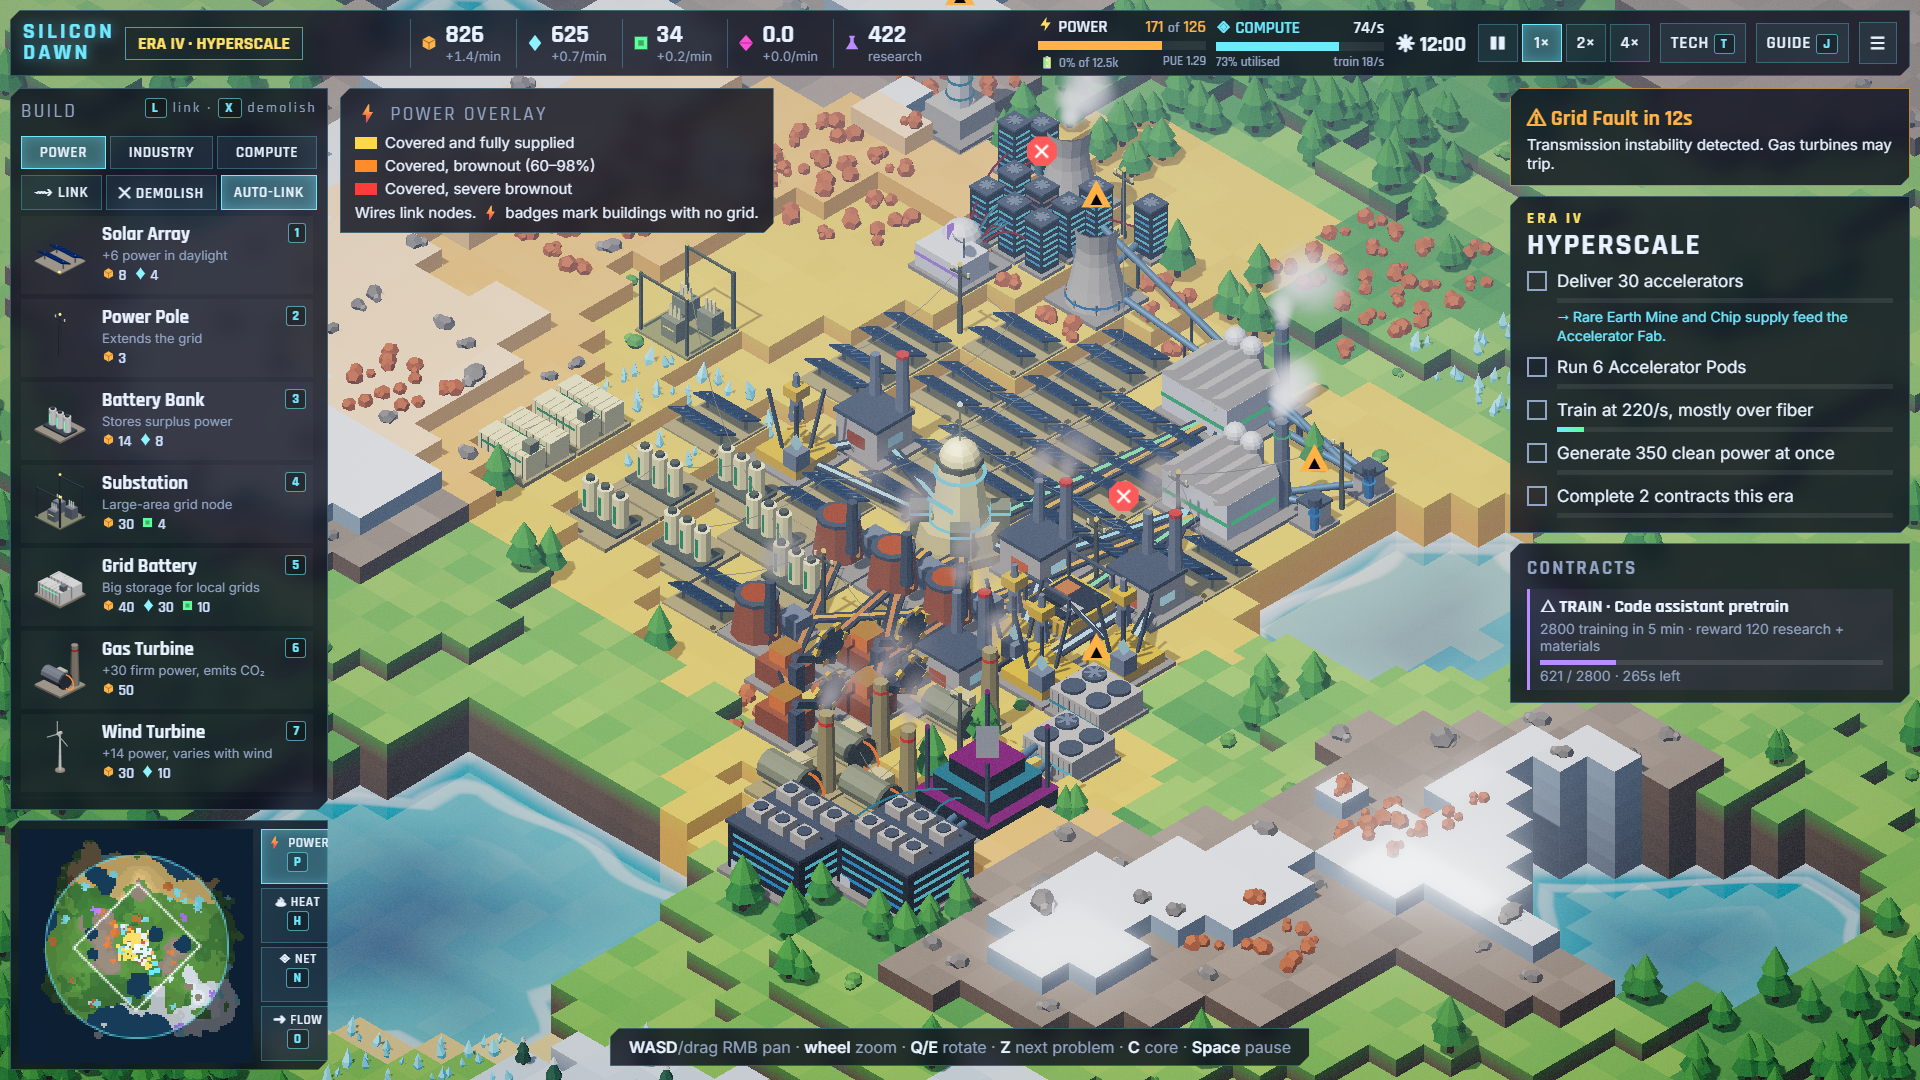 SILICON DAWN
ERA IV · HYPERSCALE
826
+1.4/min
625
+0.7/min
34
+0.2/min
0.0
+0.0/min
422
research
POWER 171 of 126
0% of 12.5k PUE 1.29
COMPUTE 74/s
73% utilised train 18/s
12:00
1×
2×
4×
TECH T
GUIDE J
BUILD L link · X demolish
POWER
INDUSTRY
COMPUTE
LINK
DEMOLISH
AUTO-LINK
Solar Array 1
+6 power in daylight
8 4
Power Pole 2
Extends the grid
3
Battery Bank 3
Stores surplus power
14 8
Substation 4
Large-area grid node
30 4
Grid Battery 5
Big storage for local grids
40 30 10
Gas Turbine 6
+30 firm power, emits CO₂
50
Wind Turbine 7
+14 power, varies with wind
30 10
POWER OVERLAY
Covered and fully supplied
Covered, brownout (60–98%)
Covered, severe brownout
Wires link nodes. badges mark buildings with no grid.
Grid Fault in 12s
Transmission instability detected. Gas turbines may
trip.
ERA IV
HYPERSCALE
Deliver 30 accelerators
→ Rare Earth Mine and Chip supply feed the
Accelerator Fab.
Run 6 Accelerator Pods
Train at 220/s, mostly over fiber
Generate 350 clean power at once
Complete 2 contracts this era
CONTRACTS
TRAIN · Code assistant pretrain
2800 training in 5 min · reward 120 research +
materials
621 / 2800 · 265s left
POWER
P
HEAT
H
NET
N
FLOW
O
WASD/drag RMB pan · wheel zoom · Q/E rotate · Z next problem · C core · Space pause